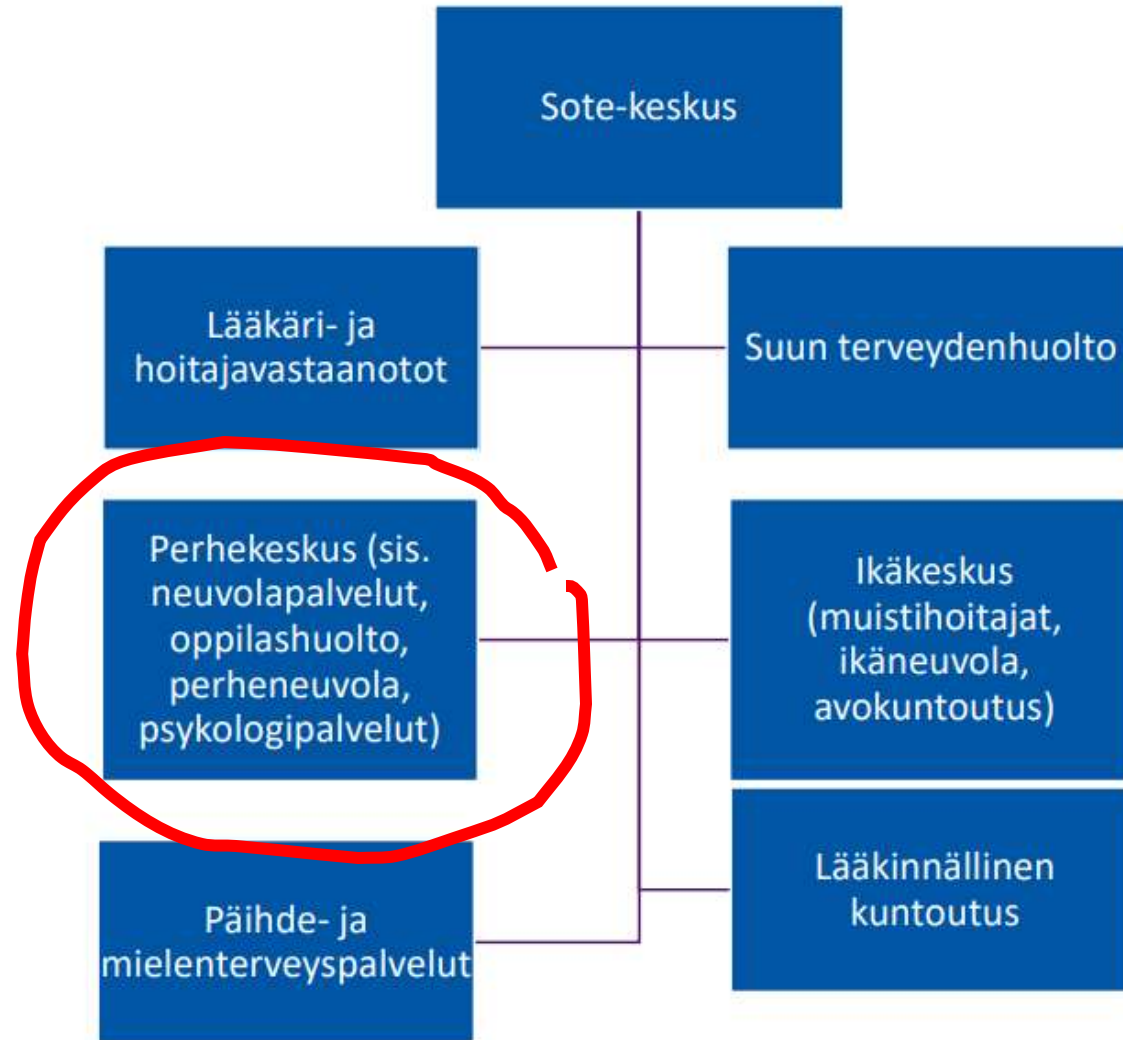 Sote-keskus
Lääkäri- ja
hoitajavastaanotot
Suun terveydenhuolto
Perhekeskus (sis.
neuvolapalvelut,
oppilashuolto,
perheneuvola,
psykologipalvelut)
Ikäkeskus
(muistihoitajat,
ikäneuvola,
avokuntoutus)
Päihde- ja
mielenterveyspalvelut
Lääkinnällinen
kuntoutus